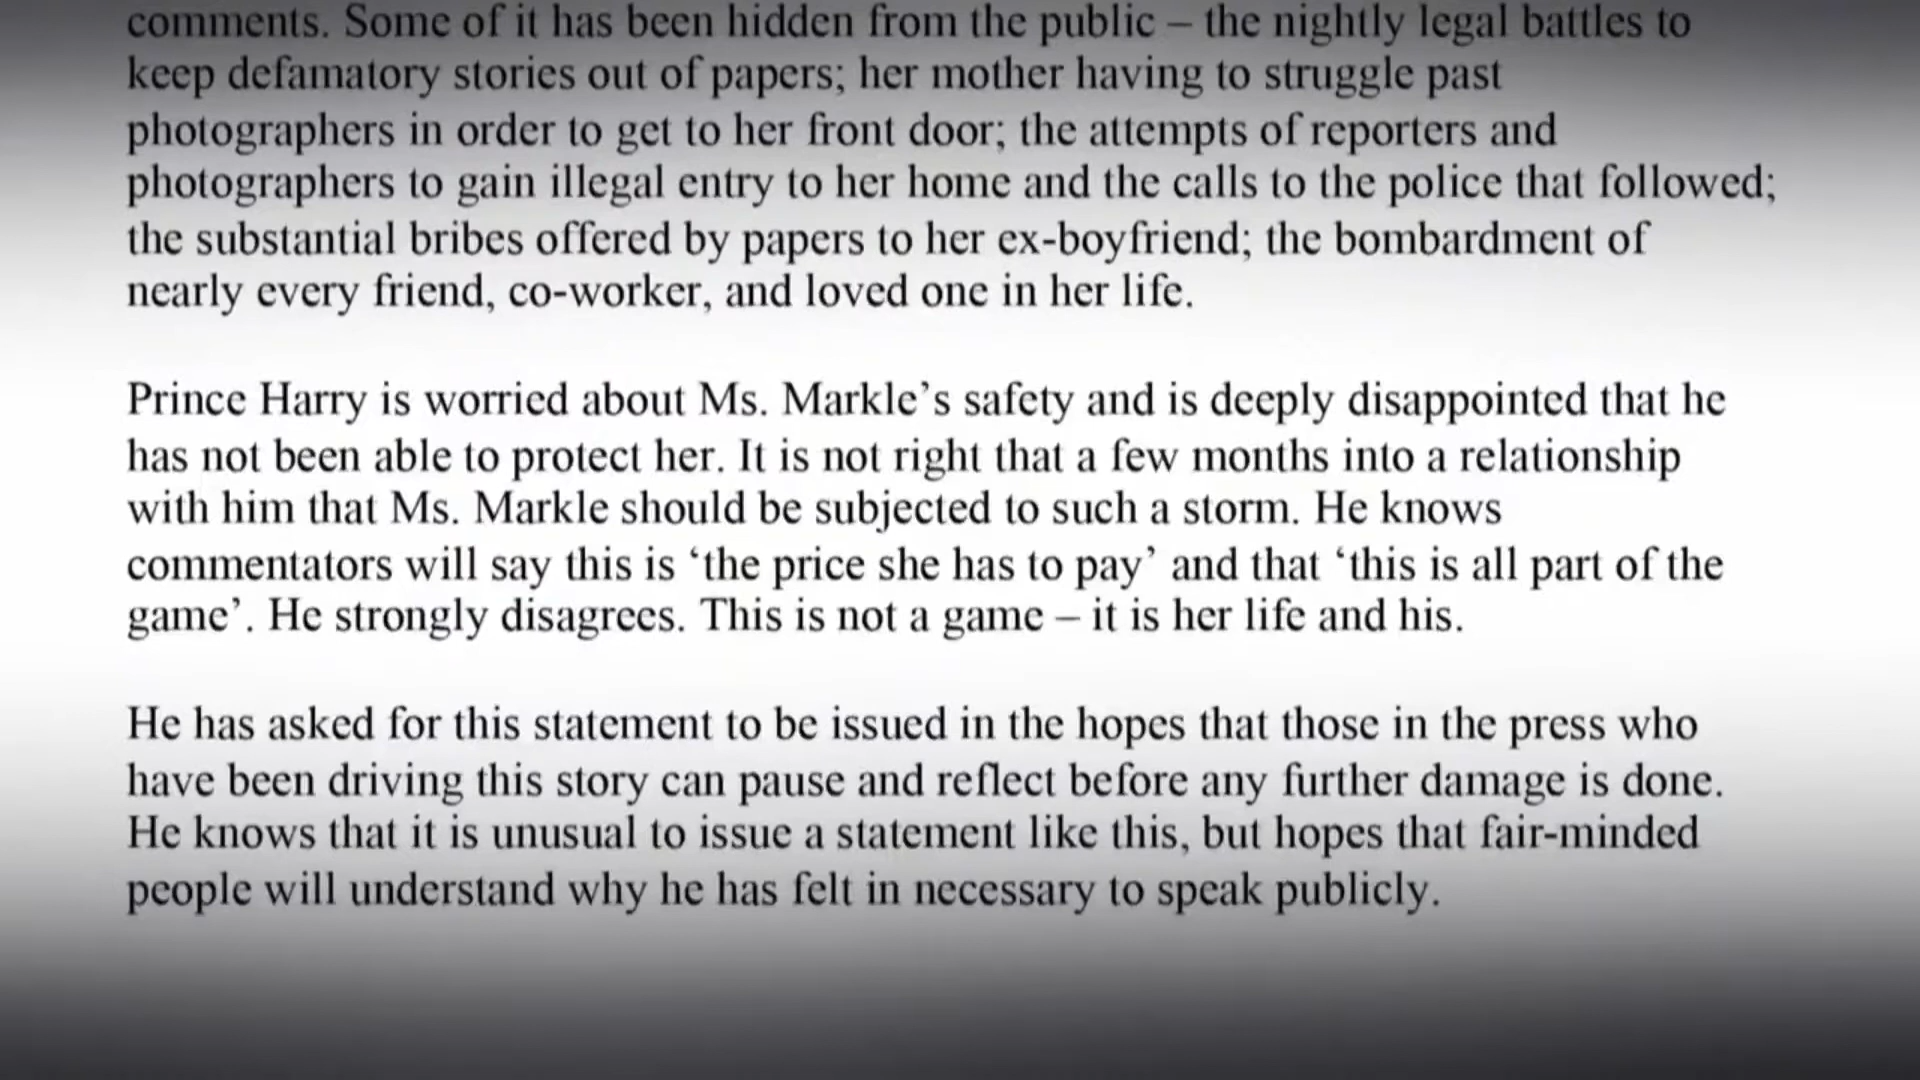 comments. Some of it has been hidden from the public – the nightly legal battles to
keep defamatory stories out of papers; her mother having to struggle past
photographers in order to get to her front door; the attempts of reporters and
photographers to gain illegal entry to her home and the calls to the police that followed;
the substantial bribes offered by papers to her ex-boyfriend; the bombardment of
nearly every friend, co-worker, and loved one in her life.
Prince Harry is worried about Ms. Markle’s safety and is deeply disappointed that he
has not been able to protect her. It is not right that a few months into a relationship
with him that Ms. Markle should be subjected to such a storm. He knows
commentators will say this is ‘the price she has to pay’ and that ‘this is all part of the
game’. He strongly disagrees. This is not a game – it is her life and his.
He has asked for this statement to be issued in the hopes that those in the press who
have been driving this story can pause and reflect before any further damage is done.
He knows that it is unusual to issue a statement like this, but hopes that fair-minded
people will understand why he has felt in necessary to speak publicly.